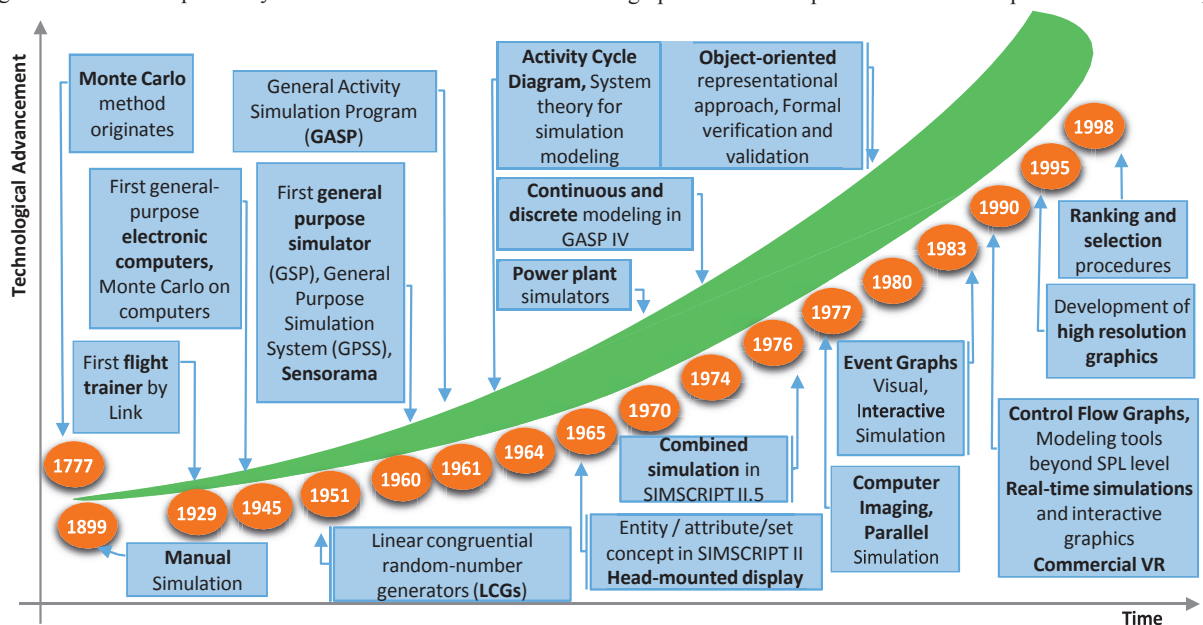 Technological Advancement
Monte Carlo
method
originates
General Activity
Simulation Program
(GASP)
Activity Cycle
Diagram, System
theory for
simulation
modeling
Object-oriented
representational
approach, Formal
verification and
validation
First general-
purpose
electronic
computers,
Monte Carlo on
computers
First general
purpose
simulator
(GSP), General
Purpose
Simulation
System (GPSS),
Sensorama
Continuous and
discrete modeling in
GASP IV
Power plant
simulators
First flight
trainer by
Link
1777
1899
1929
1945
1951
1960
1961
1964
1965
1970
1974
1976
1977
1980
1983
1990
1995
1998
Ranking and
selection
procedures
Development of
high resolution
graphics
Event Graphs
Visual,
Interactive
Simulation
Control Flow Graphs,
Modeling tools
beyond SPL level
Real-time simulations
and interactive
graphics
Commercial VR
Combined
simulation in
SIMSCRIPT II.5
Computer
Imaging,
Parallel
Simulation
Entity / attribute/set
concept in SIMSCRIPT II
Head-mounted display
Linear congruential
random-number
generators (LCGs)
Manual
Simulation
Time